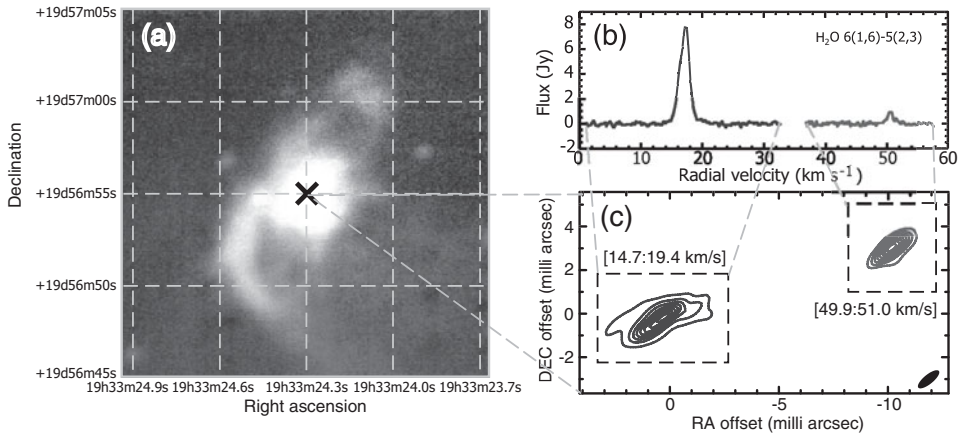 (a)
+19d57m05s
+19d57m00s
+19d56m55s
+19d56m50s
+19d56m45s
Declination
19h33m24.9s 19h33m24.6s 19h33m24.3s 19h33m24.0s 19h33m23.7s
Right ascension
(b)
H₂O 6(1,6)-5(2,3)
8
6
4
2
0
-2
Flux (Jy)
0 10 20 30 40 50 60
Radial velocity (km s⁻¹)
(c)
[14.7:19.4 km/s]
[49.9:51.0 km/s]
4
2
0
-2
DEC offset (milli arcsec)
0 -5 -10
RA offset (milli arcsec)